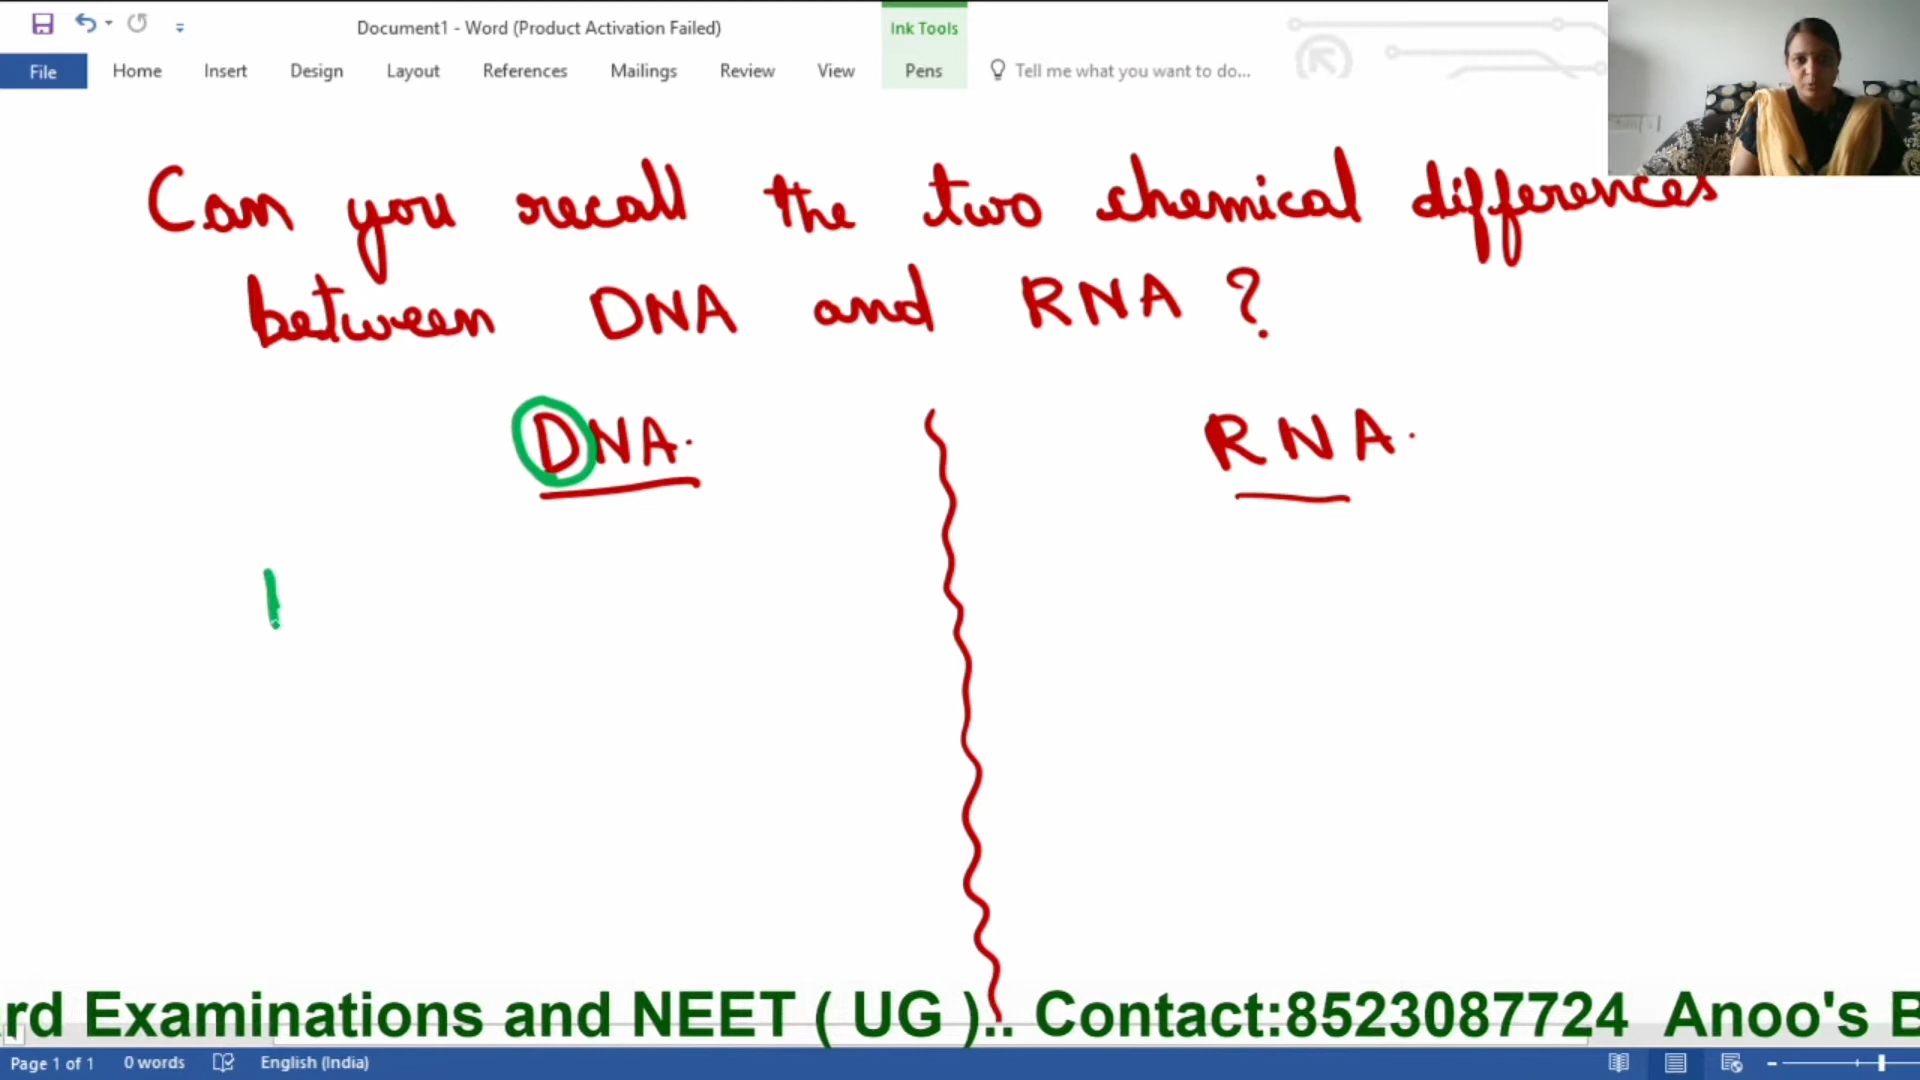 Document1 - Word (Product Activation Failed)
Ink Tools
File Home Insert Design Layout References Mailings Review View Pens Tell me what you want to do...
Can you recall the two chemical differences
between DNA and RNA ?
DNA.
RNA.
1
rd Examinations and NEET ( UG ).. Contact:8523087724 Anoo's B
Page 1 of 1 0 words English (India)